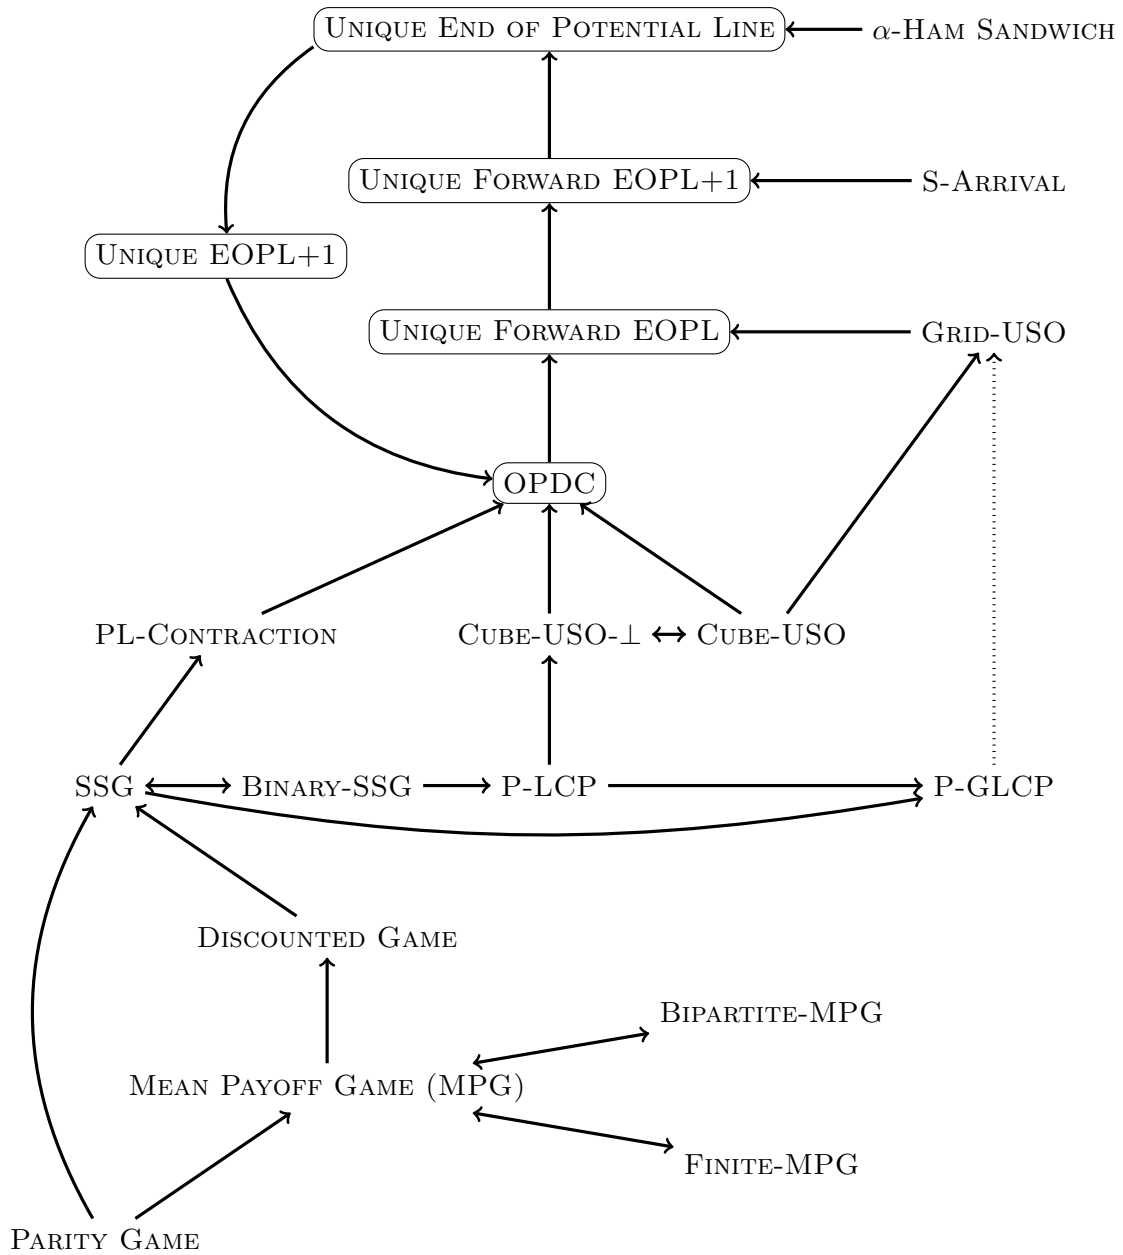 Unique End of Potential Line
α-Ham Sandwich
Unique Forward EOPL+1
S-Arrival
Unique EOPL+1
Unique Forward EOPL
Grid-USO
OPDC
PL-Contraction
Cube-USO-⊥
Cube-USO
SSG
Binary-SSG
P-LCP
P-GLCP
Discounted Game
Bipartite-MPG
Mean Payoff Game (MPG)
Finite-MPG
Parity Game